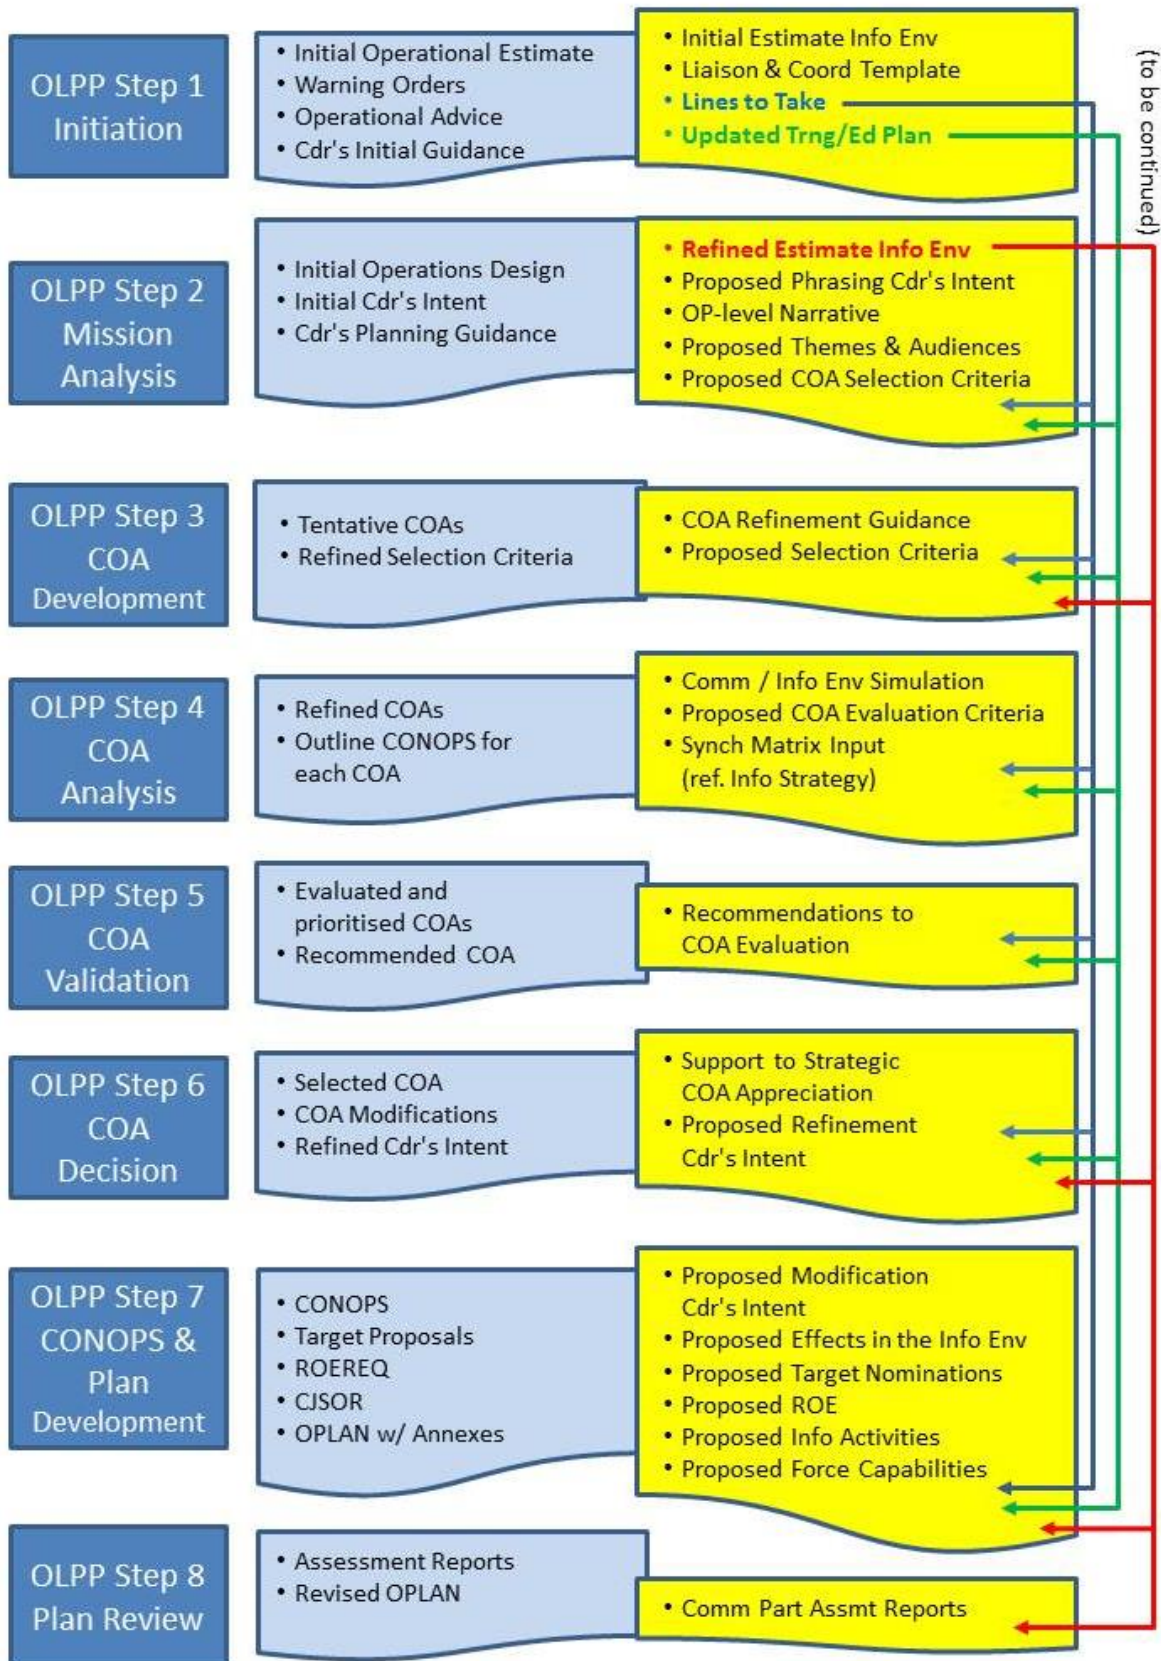 OLPP Step 1
Initiation
• Initial Operational Estimate
• Warning Orders
• Operational Advice
• Cdr's Initial Guidance
• Initial Estimate Info Env
• Liaison & Coord Template
• Lines to Take
• Updated Trng/Ed Plan
(to be continued)
OLPP Step 2
Mission
Analysis
• Initial Operations Design
• Initial Cdr's Intent
• Cdr's Planning Guidance
• Refined Estimate Info Env
• Proposed Phrasing Cdr's Intent
• OP-level Narrative
• Proposed Themes & Audiences
• Proposed COA Selection Criteria
OLPP Step 3
COA
Development
• Tentative COAs
• Refined Selection Criteria
• COA Refinement Guidance
• Proposed Selection Criteria
OLPP Step 4
COA
Analysis
• Refined COAs
• Outline CONOPS for
each COA
• Comm / Info Env Simulation
• Proposed COA Evaluation Criteria
• Synch Matrix Input
(ref. Info Strategy)
OLPP Step 5
COA
Validation
• Evaluated and
prioritised COAs
• Recommended COA
• Recommendations to
COA Evaluation
OLPP Step 6
COA
Decision
• Selected COA
• COA Modifications
• Refined Cdr's Intent
• Support to Strategic
COA Appreciation
• Proposed Refinement
Cdr's Intent
OLPP Step 7
CONOPS &
Plan
Development
• CONOPS
• Target Proposals
• ROEREQ
• CJSOR
• OPLAN w/ Annexes
• Proposed Modification
Cdr's Intent
• Proposed Effects in the Info Env
• Proposed Target Nominations
• Proposed ROE
• Proposed Info Activities
• Proposed Force Capabilities
OLPP Step 8
Plan Review
• Assessment Reports
• Revised OPLAN
• Comm Part Assmt Reports